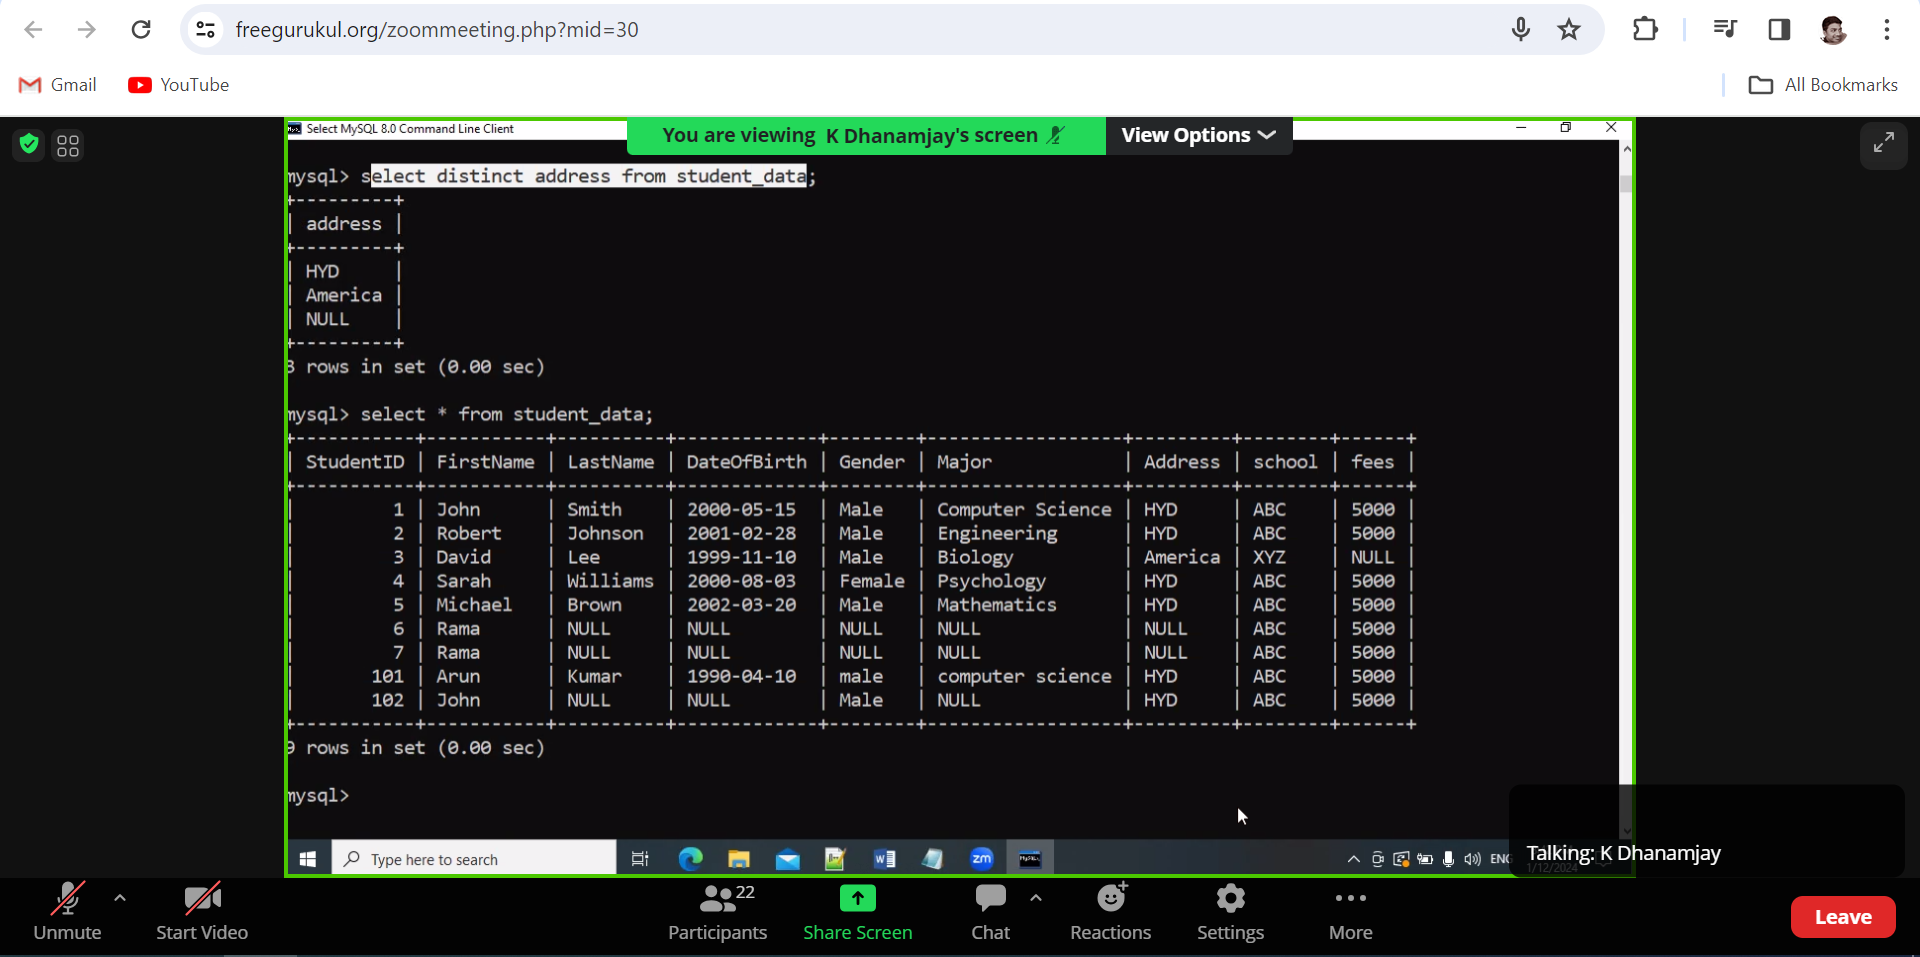 freegurukul.org/zoommeeting.php?mid=30
Gmail YouTube All Bookmarks
Select MySQL 8.0 Command Line Client
You are viewing K Dhanamjay's screen View Options
mysql> select distinct address from student_data;
+---------+
| address |
+---------+
| HYD |
| America |
| NULL |
+---------+
3 rows in set (0.00 sec)
mysql> select * from student_data;
+-----------+-----------+----------+-------------+--------+------------------+---------+--------+------+
| StudentID | FirstName | LastName | DateOfBirth | Gender | Major | Address | school | fees |
+-----------+-----------+----------+-------------+--------+------------------+---------+--------+------+
| 1 | John | Smith | 2000-05-15 | Male | Computer Science | HYD | ABC | 5000 |
| 2 | Robert | Johnson | 2001-02-28 | Male | Engineering | HYD | ABC | 5000 |
| 3 | David | Lee | 1999-11-10 | Male | Biology | America | XYZ | NULL |
| 4 | Sarah | Williams | 2000-08-03 | Female | Psychology | HYD | ABC | 5000 |
| 5 | Michael | Brown | 2002-03-20 | Male | Mathematics | HYD | ABC | 5000 |
| 6 | Rama | NULL | NULL | NULL | NULL | NULL | ABC | 5000 |
| 7 | Rama | NULL | NULL | NULL | NULL | NULL | ABC | 5000 |
| 101 | Arun | Kumar | 1990-04-10 | male | computer science | HYD | ABC | 5000 |
| 102 | John | NULL | NULL | Male | NULL | HYD | ABC | 5000 |
+-----------+-----------+----------+-------------+--------+------------------+---------+--------+------+
9 rows in set (0.00 sec)
mysql>
Type here to search zm MySQL ENG
Talking: K Dhanamjay
1/12/2024
22
Unmute Start Video Participants Share Screen Chat Reactions Settings More Leave